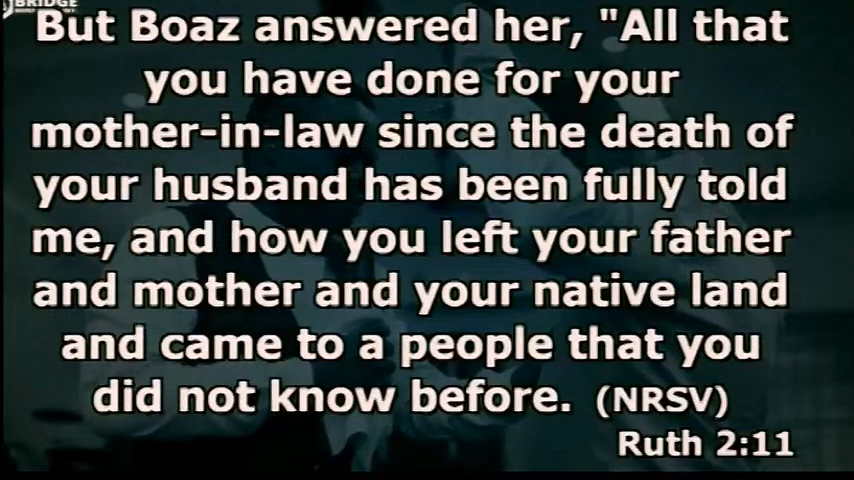 BRIDGE
But Boaz answered her, "All that
you have done for your
mother-in-law since the death of
your husband has been fully told
me, and how you left your father
and mother and your native land
and came to a people that you
did not know before. (NRSV)
Ruth 2:11